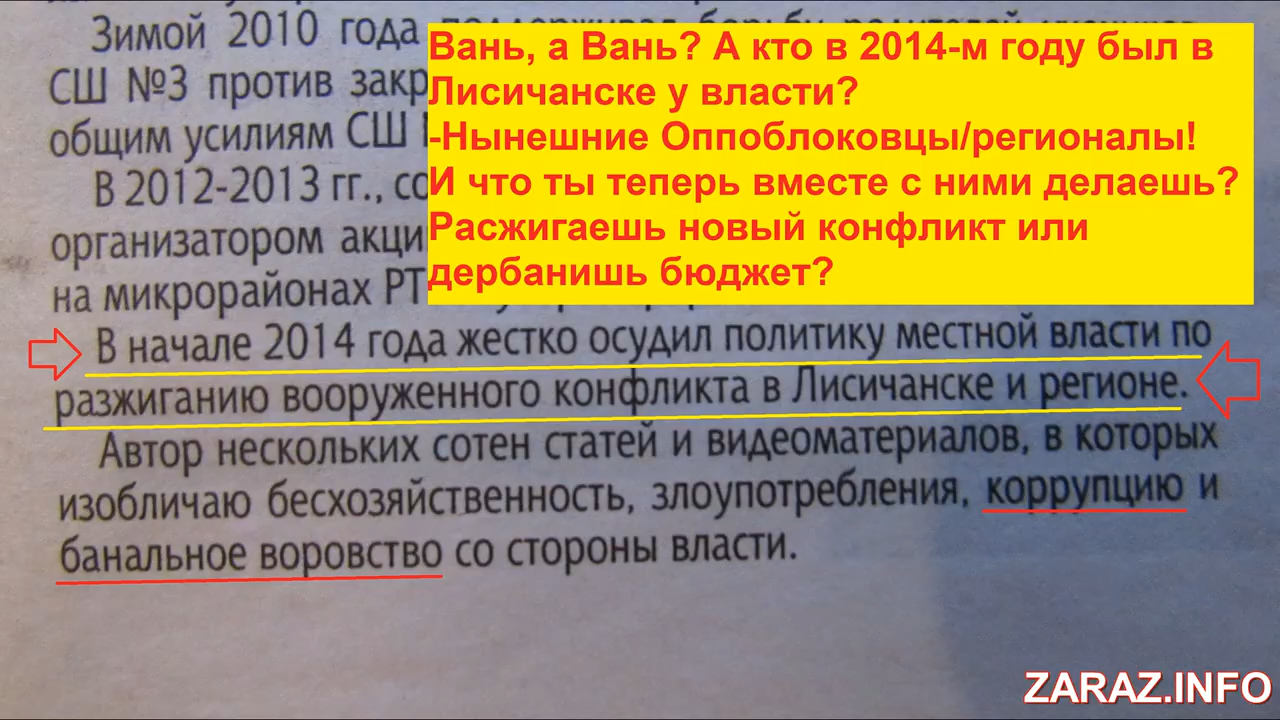 Зимой 2010 года
СШ №3 против закр
общим усилиям СШ
В 2012-2013 гг., со
организатором акци
на микрорайонах РТ
Вань, а Вань? А кто в 2014-м году был в
Лисичанске у власти?
-Нынешние Оппоблоковцы/регионалы!
И что ты теперь вместе с ними делаешь?
Расжигаешь новый конфликт или
дербанишь бюджет?
В начале 2014 года жестко осудил политику местной власти по
разжиганию вооруженного конфликта в Лисичанске и регионе.
Автор нескольких сотен статей и видеоматериалов, в которых
изобличаю бесхозяйственность, злоупотребления, коррупцию и
банальное воровство со стороны власти.
ZARAZ.INFO